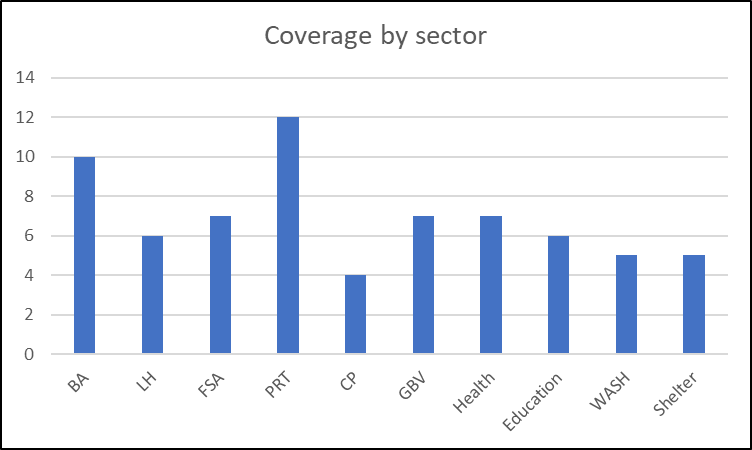 Coverage by sector
14
12
10
8
6
4
2
0
BA
LH
FSA
PRT
CP
GBV
Health
Education
WASH
Shelter